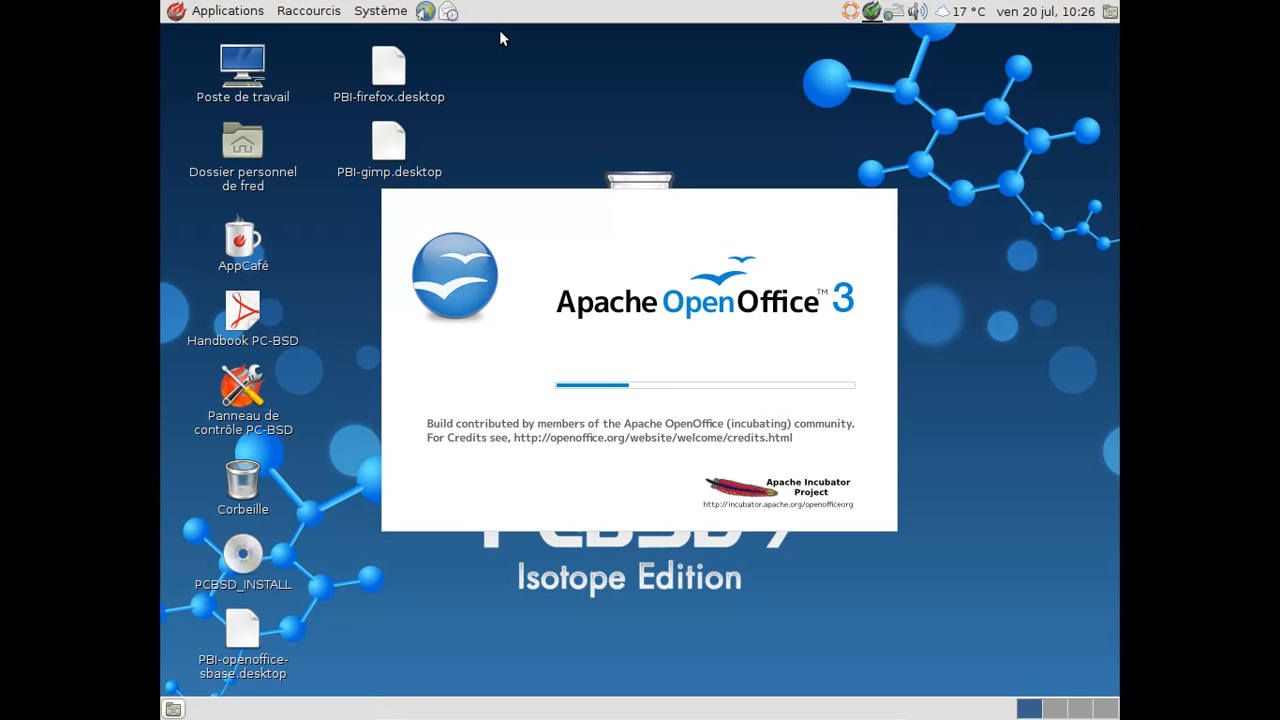 Applications Raccourcis Système
17 °C ven 20 jul, 10:26
Poste de travail
PBI-firefox.desktop
Dossier personnel
de fred
PBI-gimp.desktop
AppCafé
Handbook PC-BSD
Panneau de
contrôle PC-BSD
Corbeille
PCBSD_INSTALL
PBI-openoffice-
sbase.desktop
Apache OpenOffice™ 3
Build contributed by members of the Apache OpenOffice (incubating) community.
For Credits see, http://openoffice.org/website/welcome/credits.html
Apache Incubator
Project
http://incubator.apache.org/openofficeorg
PCBSD 9
Isotope Edition